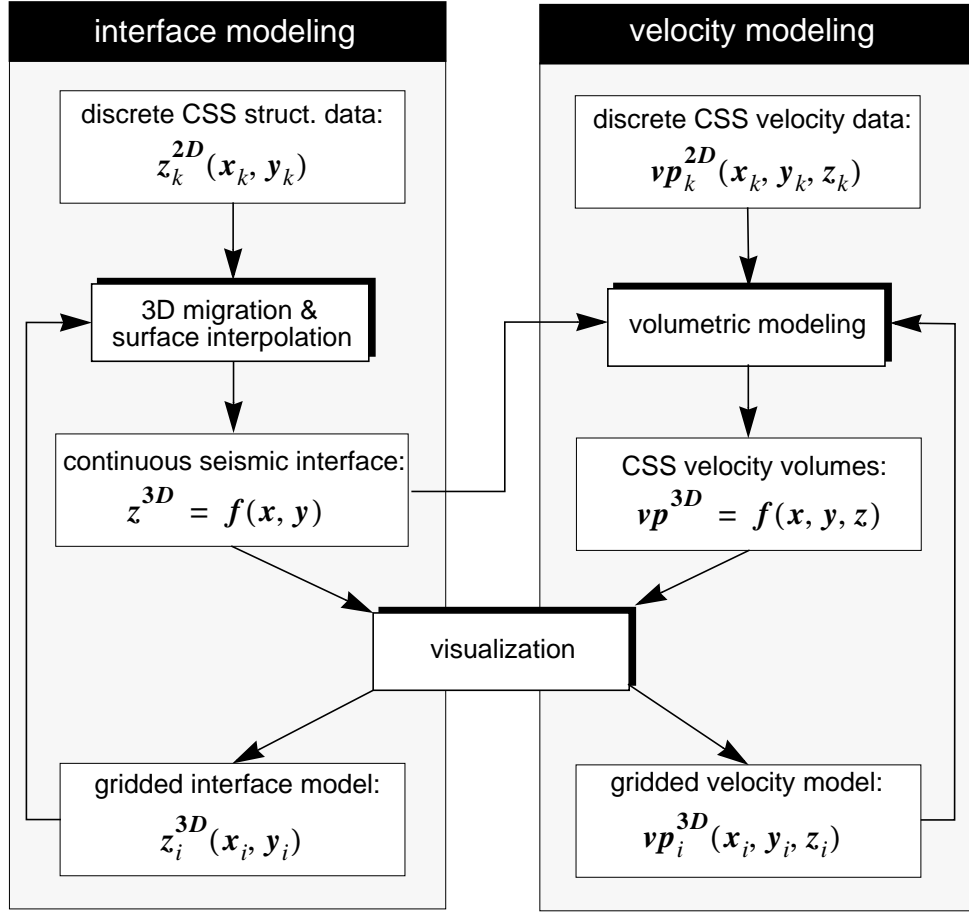 interface modeling
discrete CSS struct. data:
z_k^{2D}(x_k, y_k)
3D migration &
surface interpolation
continuous seismic interface:
z^{3D} = f(x, y)
velocity modeling
discrete CSS velocity data:
vp_k^{2D}(x_k, y_k, z_k)
volumetric modeling
CSS velocity volumes:
vp^{3D} = f(x, y, z)
visualization
gridded interface model:
z_i^{3D}(x_i, y_i)
gridded velocity model:
vp_i^{3D}(x_i, y_i, z_i)